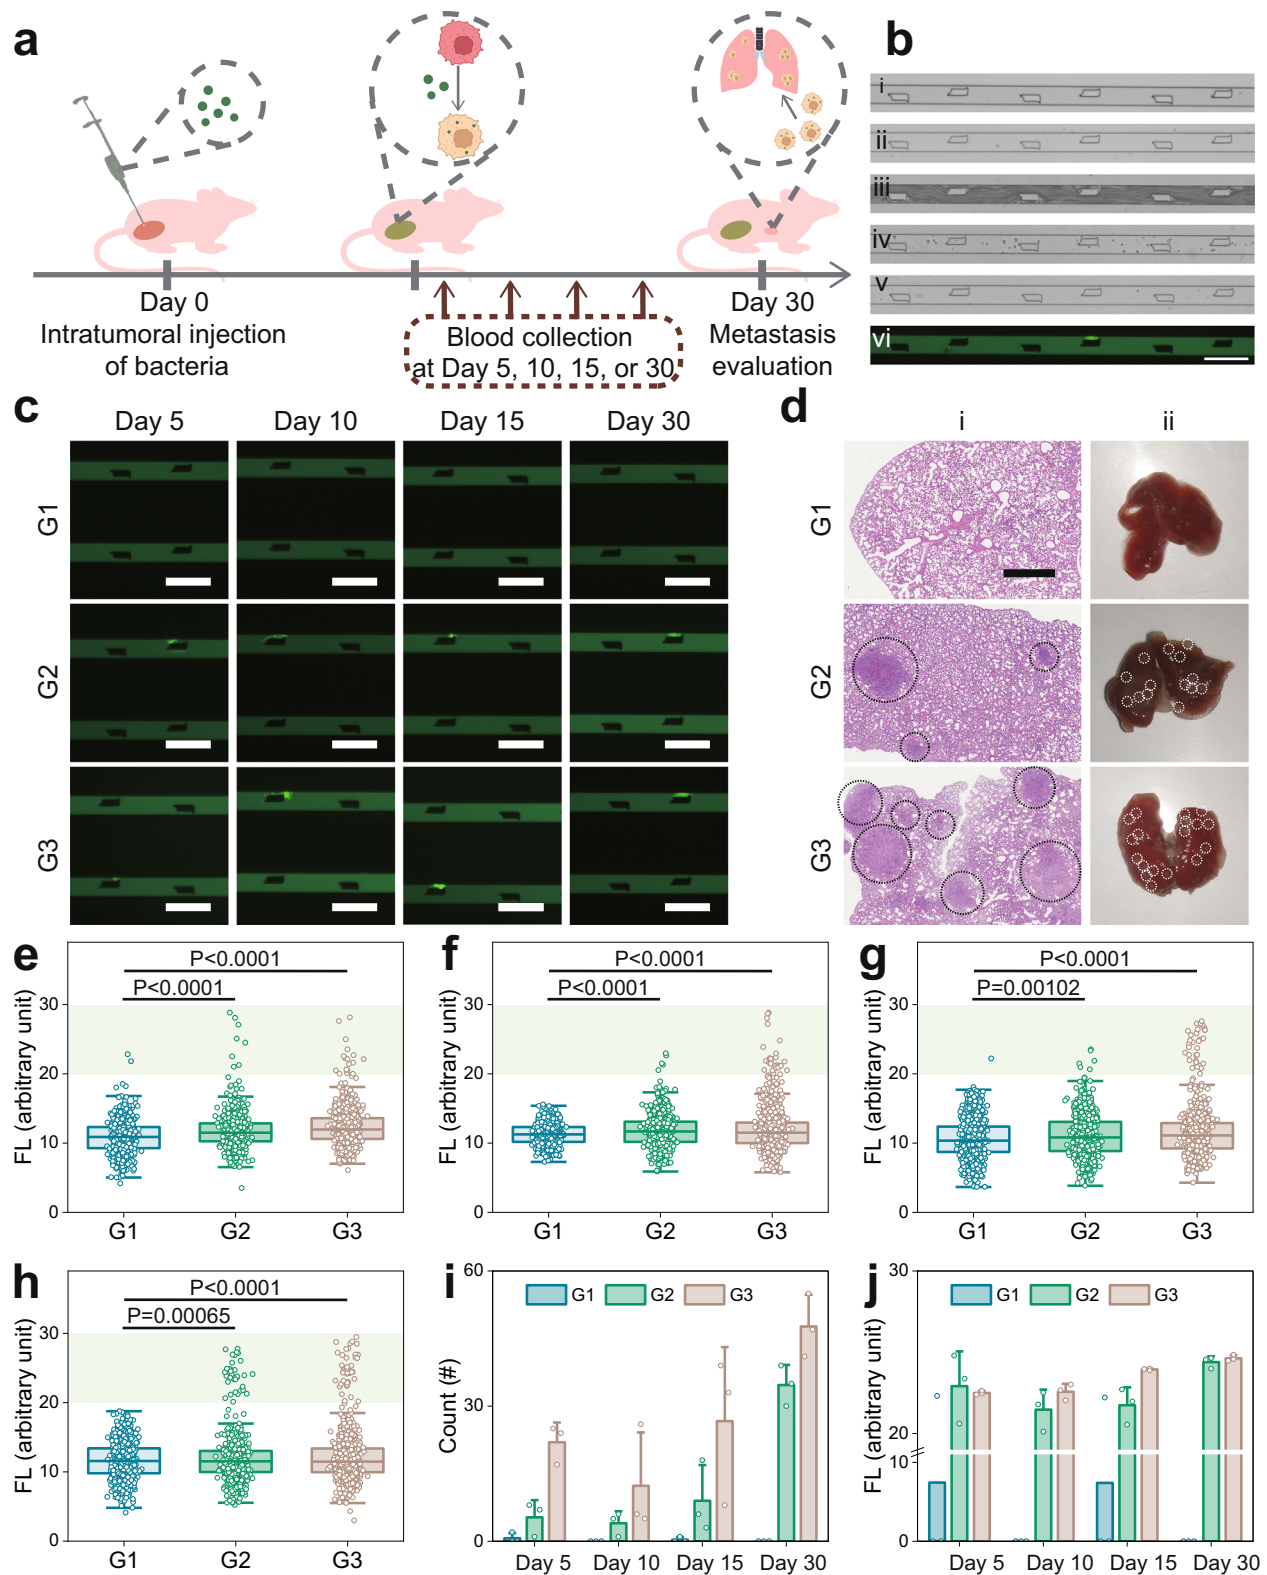 a
Day 0
Intratumoral injection
of bacteria
Blood collection
at Day 5, 10, 15, or 30
Day 30
Metastasis
evaluation
b
i
ii
iii
iv
v
vi
c
Day 5
Day 10
Day 15
Day 30
G1
G2
G3
d
i
ii
G1
G2
G3
e
P<0.0001
P<0.0001
FL (arbitrary unit)
30
20
10
0
G1
G2
G3
f
P<0.0001
P<0.0001
FL (arbitrary unit)
30
20
10
0
G1
G2
G3
g
P<0.0001
P=0.00102
FL (arbitrary unit)
30
20
10
0
G1
G2
G3
h
P<0.0001
P=0.00065
FL (arbitrary unit)
30
20
10
0
G1
G2
G3
i
G1
G2
G3
Count (#)
60
30
0
Day 5
Day 10
Day 15
Day 30
j
G1
G2
G3
FL (arbitrary unit)
30
20
10
0
Day 5
Day 10
Day 15
Day 30